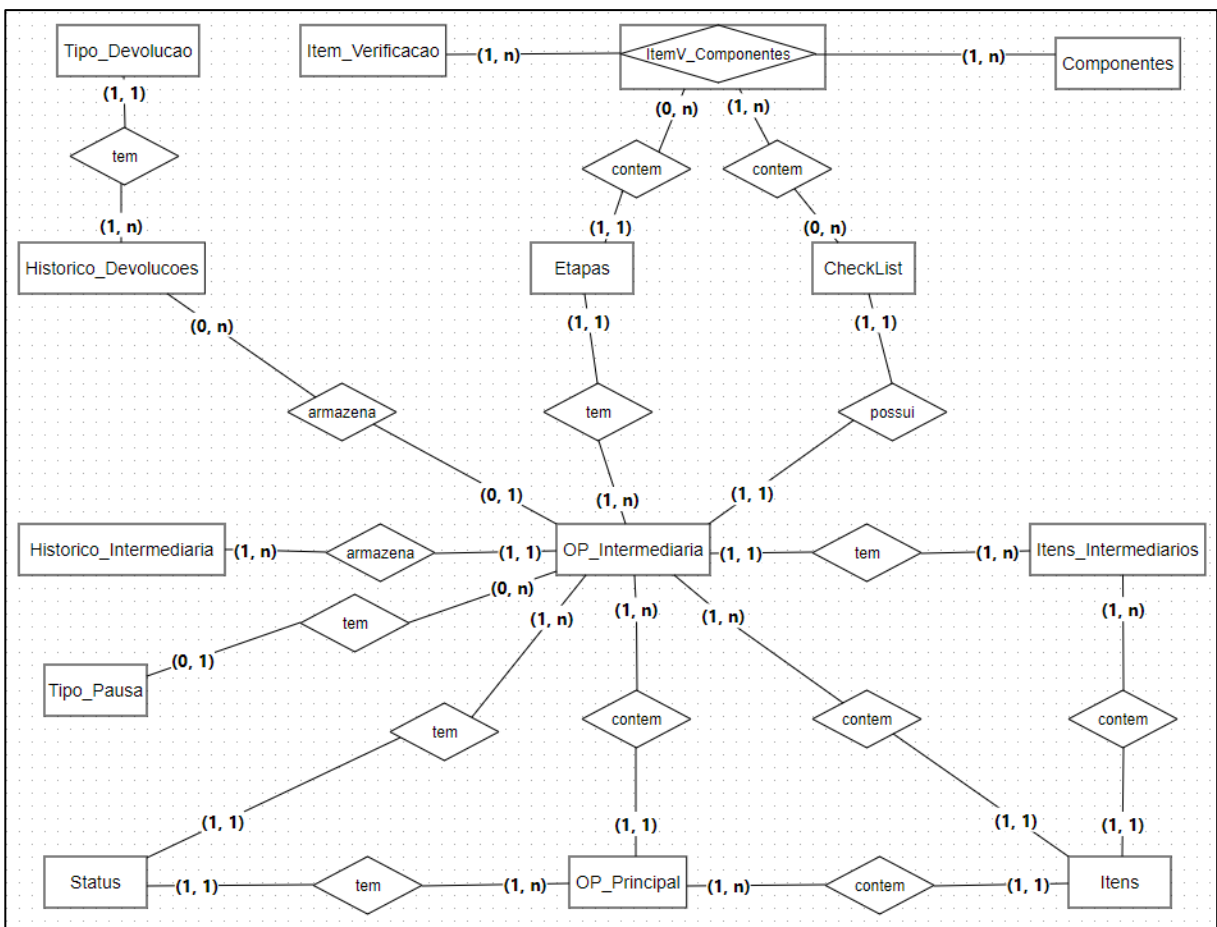 Tipo_Devolucao
Item_Verificacao
(1, n)
ItemV_Componentes
(1, n)
Componentes
(1, 1)
(0, n)
(1, n)
tem
contem
contem
(1, n)
(1, 1)
(0, n)
Historico_Devolucoes
Etapas
CheckList
(0, n)
(1, 1)
(1, 1)
armazena
tem
possui
(0, 1)
(1, n)
(1, 1)
Historico_Intermediaria
(1, n)
armazena
(1, 1)
OP_Intermediaria
(1, 1)
tem
(1, n)
Itens_Intermediarios
(0, n)
(1, n)
(1, n)
(1, n)
(1, n)
tem
(0, 1)
Tipo_Pausa
tem
contem
contem
contem
(1, 1)
(1, 1)
(1, 1)
(1, 1)
Status
(1, 1)
tem
(1, n)
OP_Principal
(1, n)
contem
(1, 1)
Itens